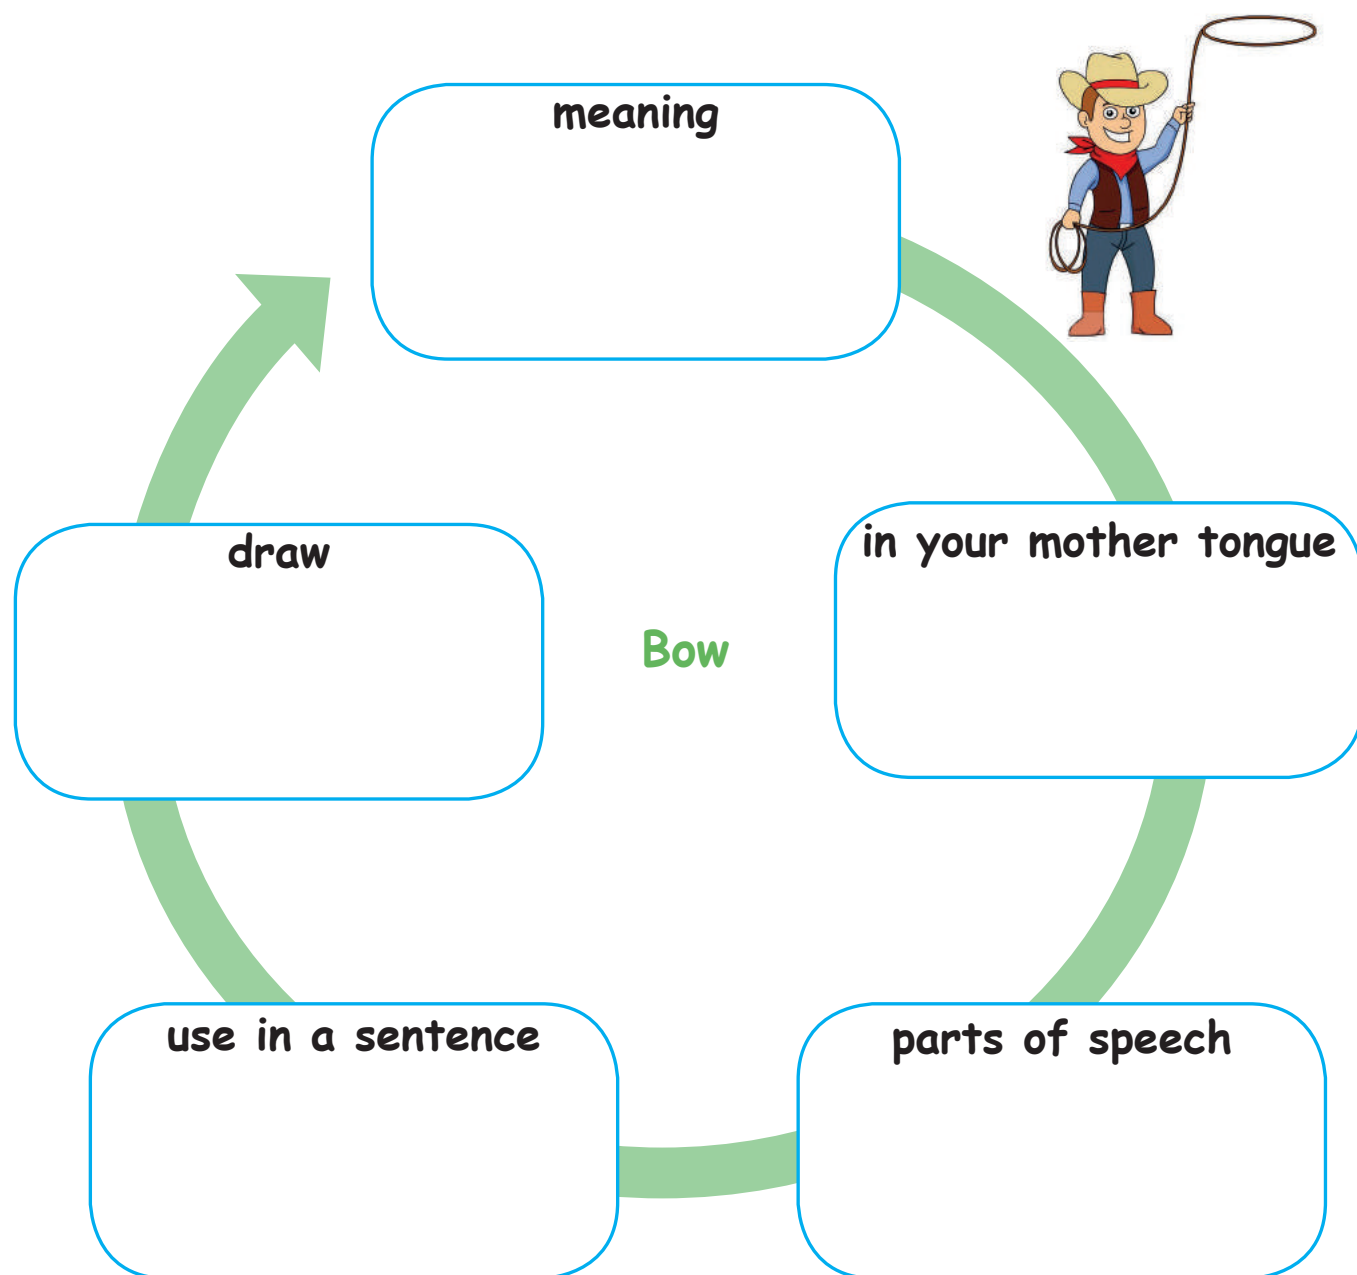 meaning
in your mother tongue
draw
Bow
use in a sentence
parts of speech